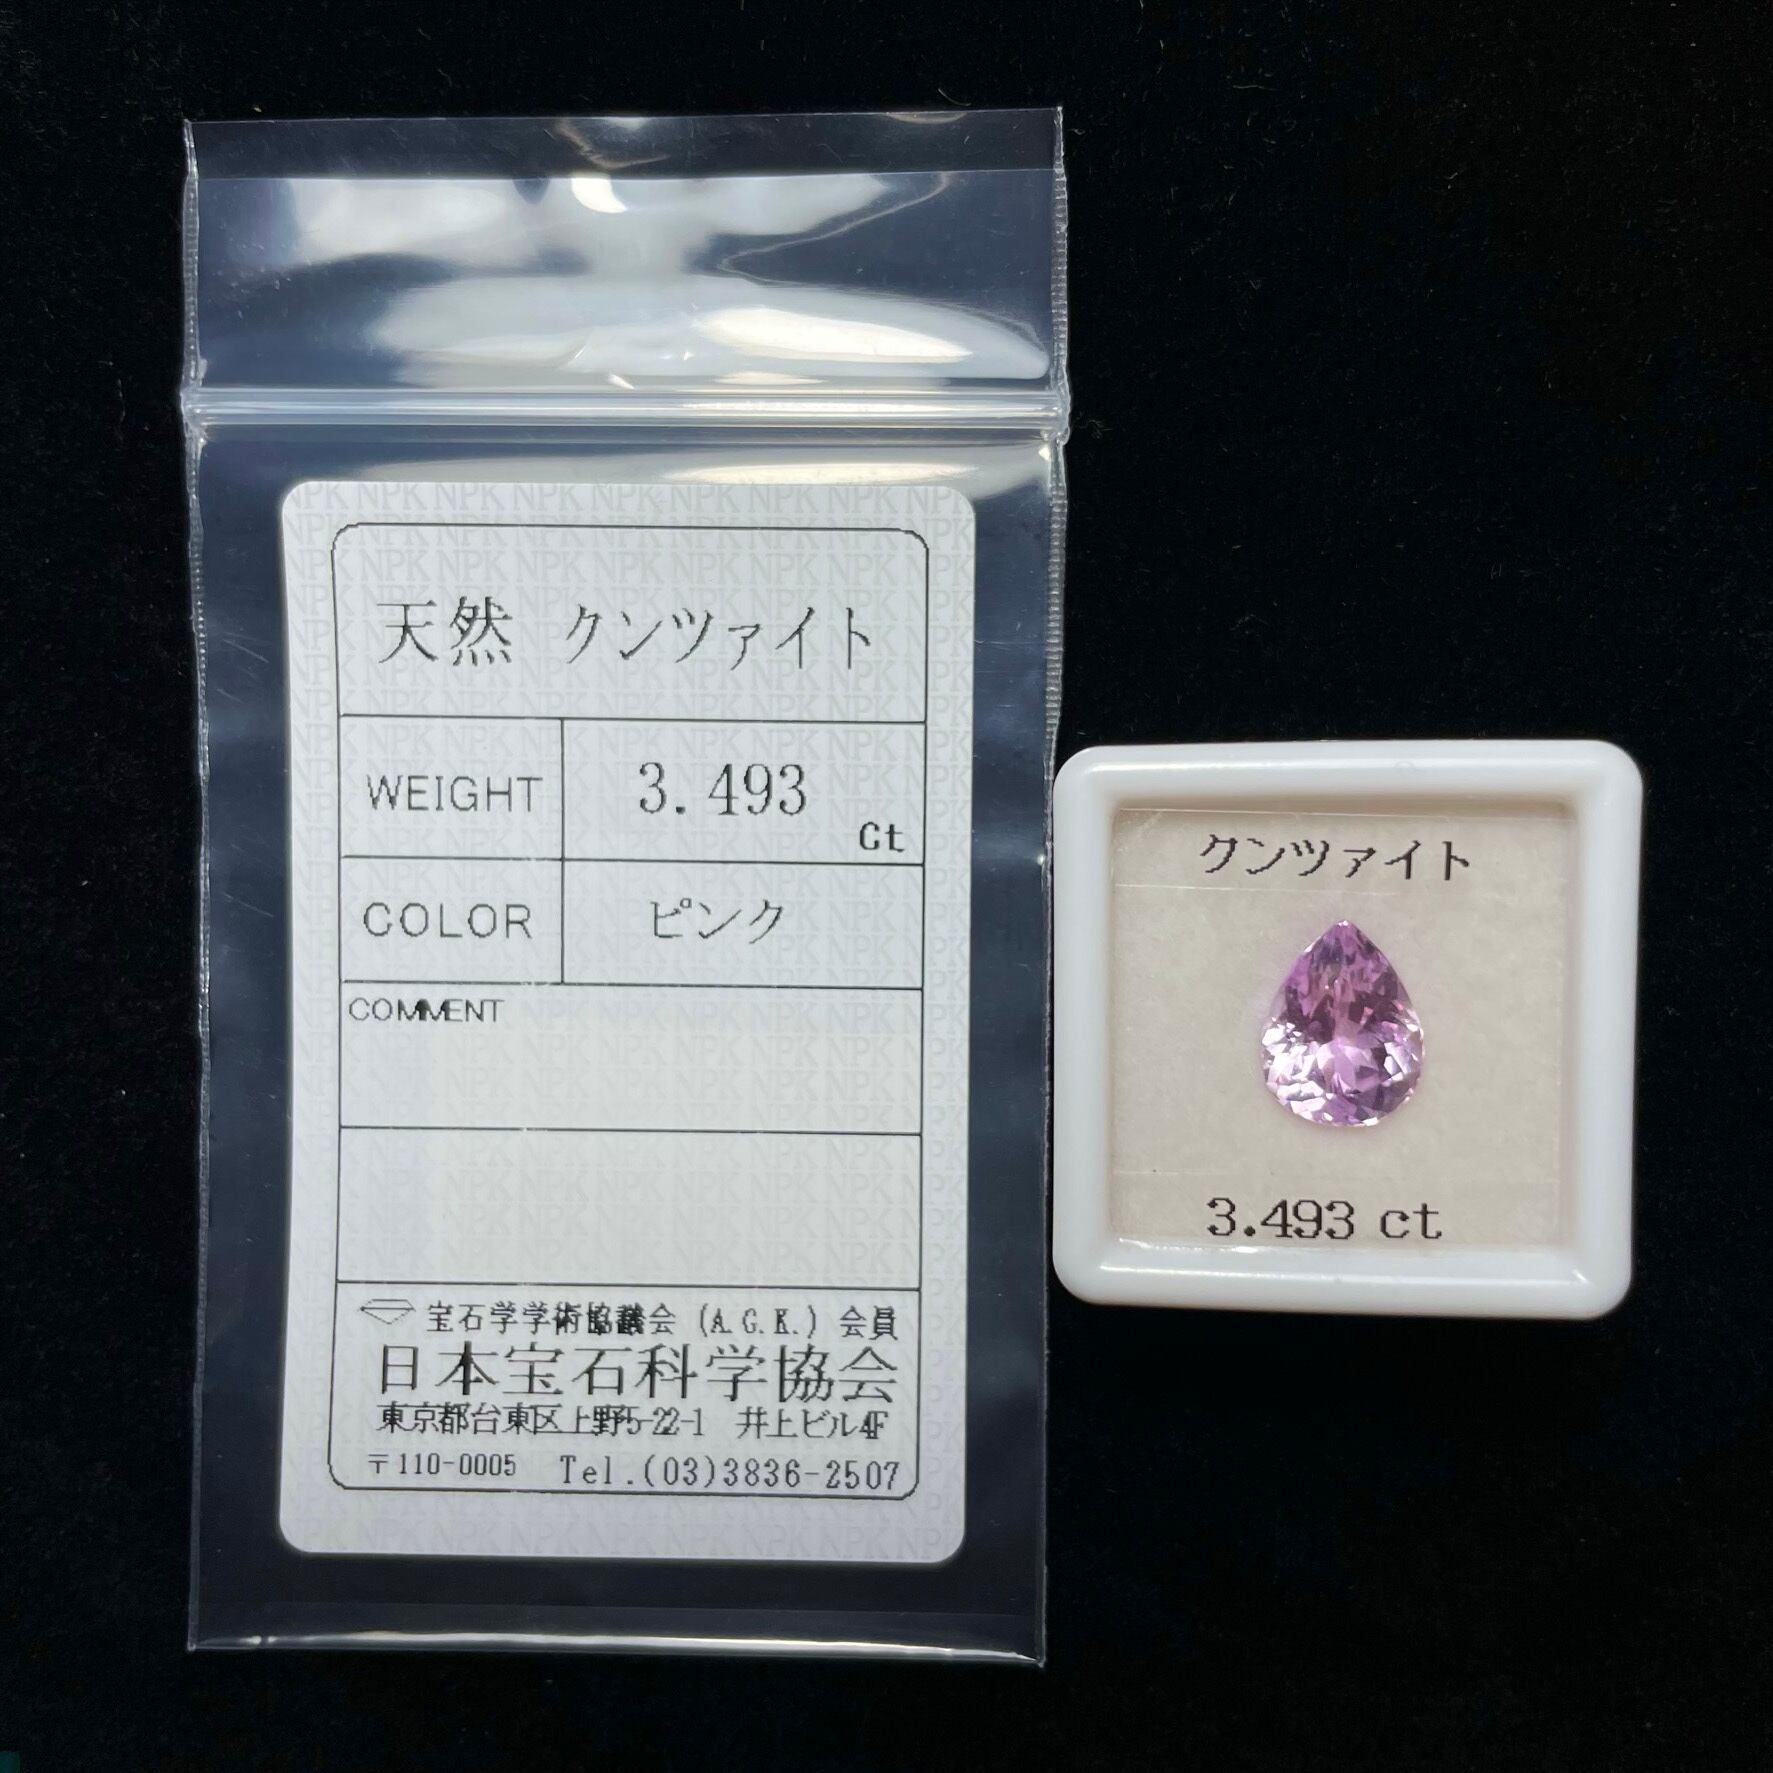 天然 クンツァイト
WEIGHT 3.493 Ct
COLOR ピンク
COMMENT
宝石学学術協議会 (A.G.K.) 会員
日本宝石科学協会
東京都台東区上野5-22-1 井上ビル4F
〒110-0005 Tel.(03)3836-2507
クンツァイト
3.493 ct